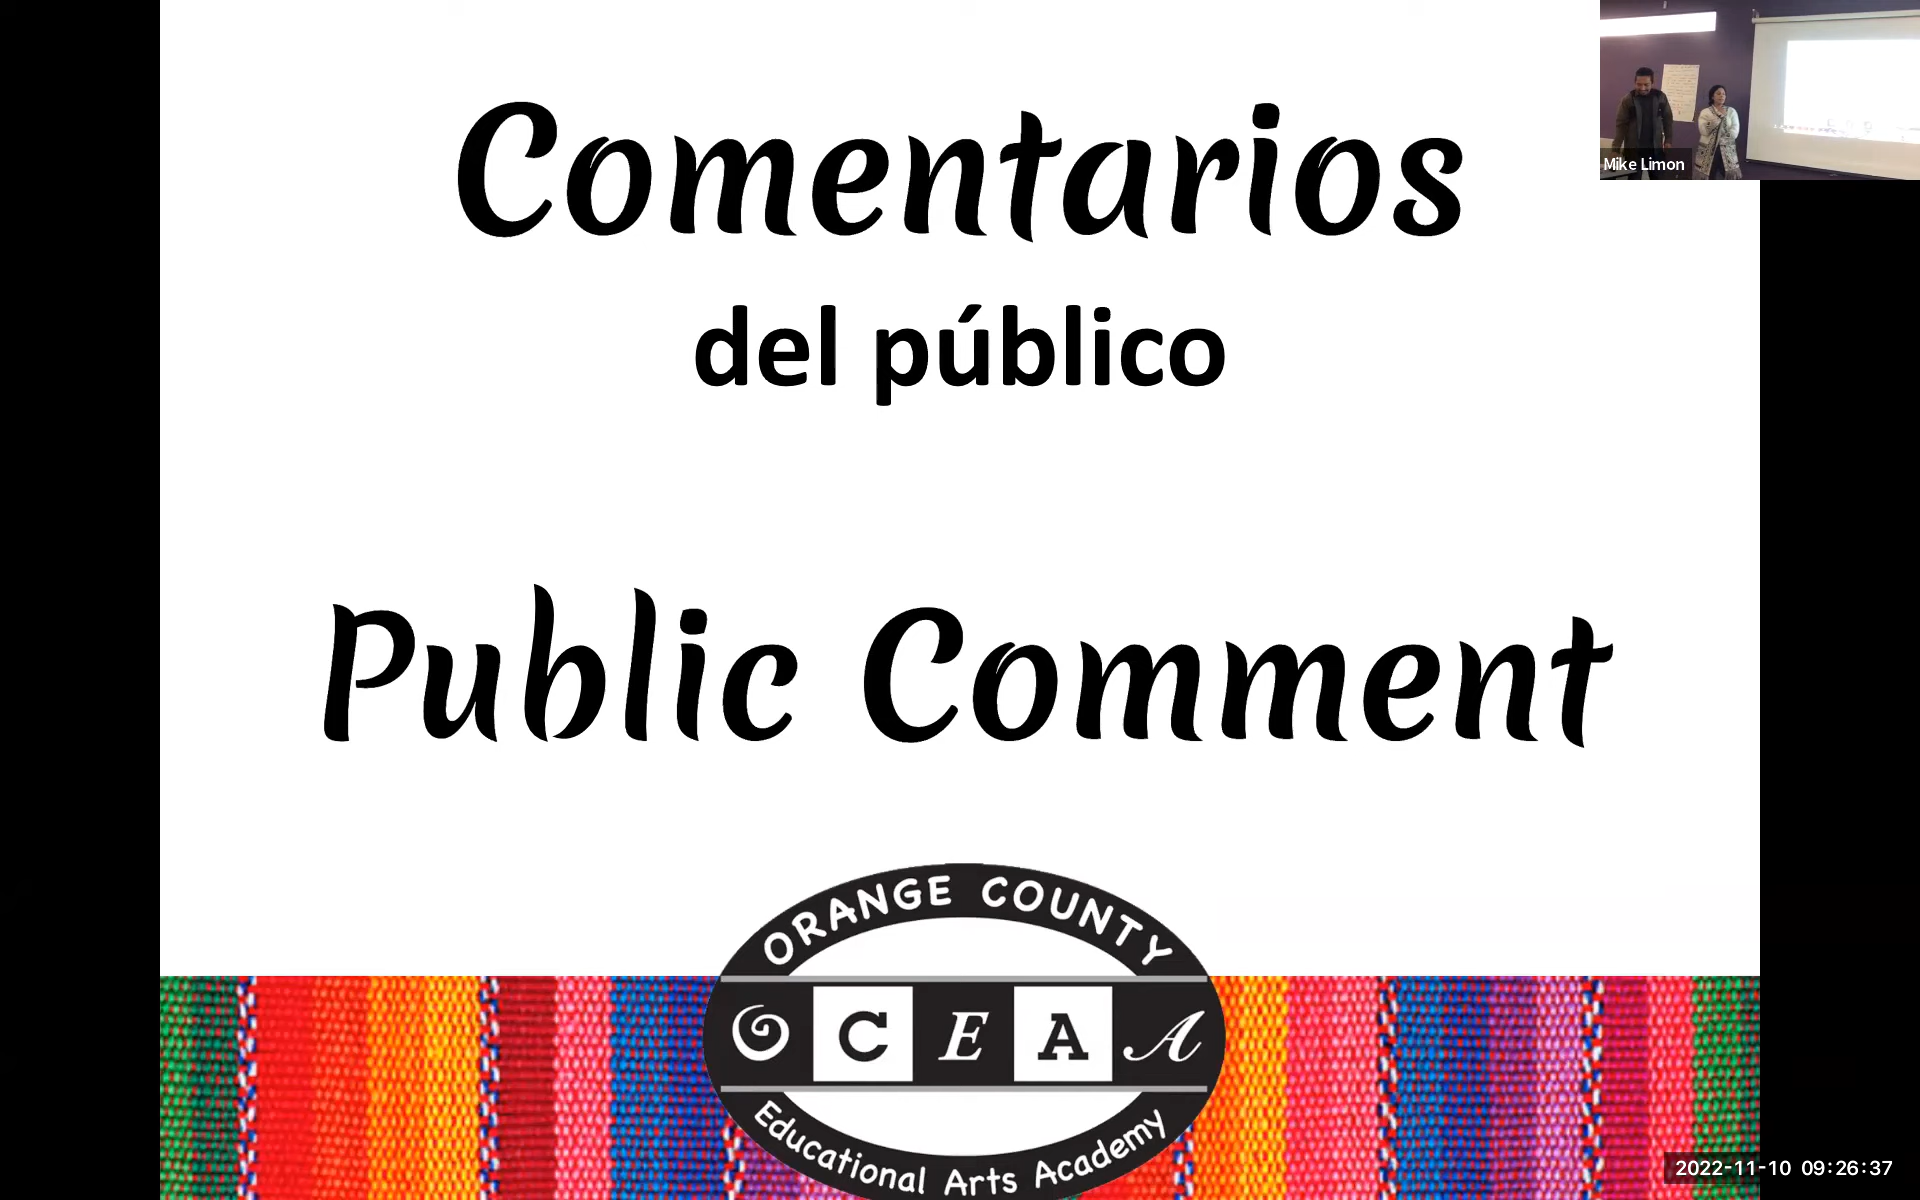 Comentarios
del público
Mike Limon
Public Comment
ORANGE COUNTY
OCEAA
Educational Arts Academy
2022-11-10 09:26:37